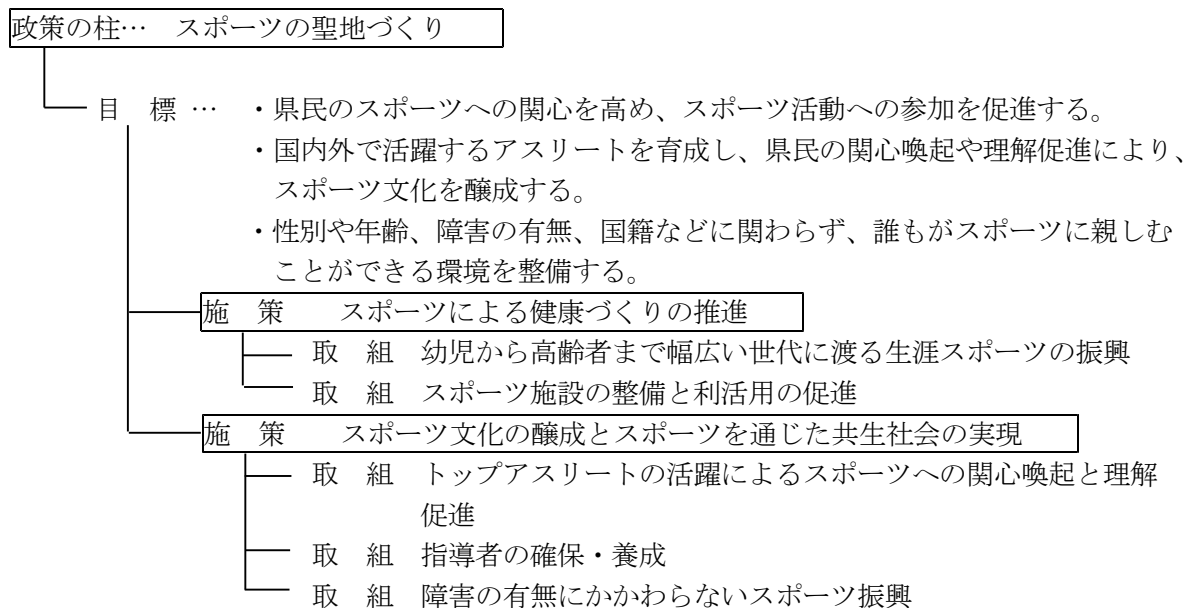 政策の柱… スポーツの聖地づくり
目 標 … ・県民のスポーツへの関心を高め、スポーツ活動への参加を促進する。
・国内外で活躍するアスリートを育成し、県民の関心喚起や理解促進により、
スポーツ文化を醸成する。
・性別や年齢、障害の有無、国籍などに関わらず、誰もがスポーツに親しむ
ことができる環境を整備する。
施 策 スポーツによる健康づくりの推進
取 組 幼児から高齢者まで幅広い世代に渡る生涯スポーツの振興
取 組 スポーツ施設の整備と利活用の促進
施 策 スポーツ文化の醸成とスポーツを通じた共生社会の実現
取 組 トップアスリートの活躍によるスポーツへの関心喚起と理解
促進
取 組 指導者の確保・養成
取 組 障害の有無にかかわらないスポーツ振興